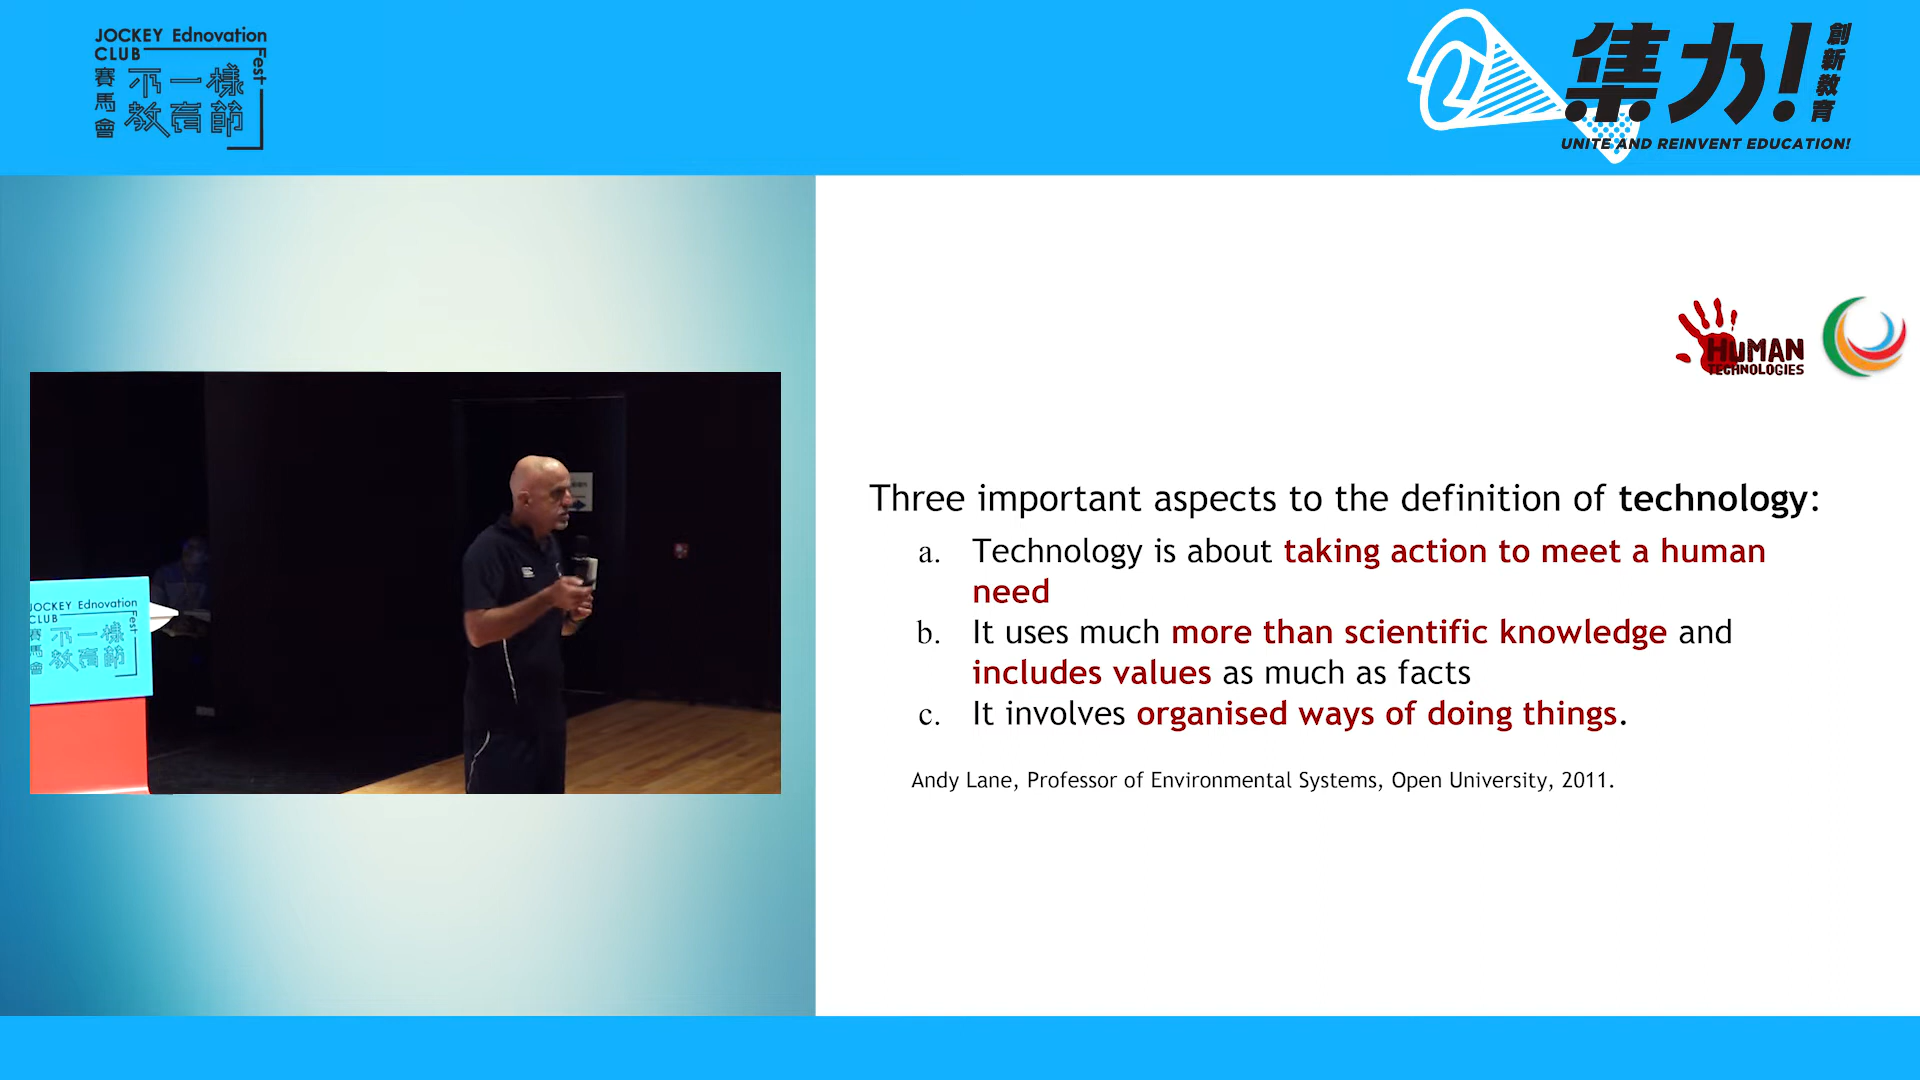 JOCKEY Ednovation
CLUB
Fest
賽馬會
不一樣
教育節
集力!
創新教育
UNITE AND REINVENT EDUCATION!
HUMAN
TECHNOLOGIES
Three important aspects to the definition of technology:
a. Technology is about taking action to meet a human
need
b. It uses much more than scientific knowledge and
includes values as much as facts
c. It involves organised ways of doing things.
Andy Lane, Professor of Environmental Systems, Open University, 2011.
JOCKEY Ednovation
CLUB
Fest
賽馬會
不一樣
教育節